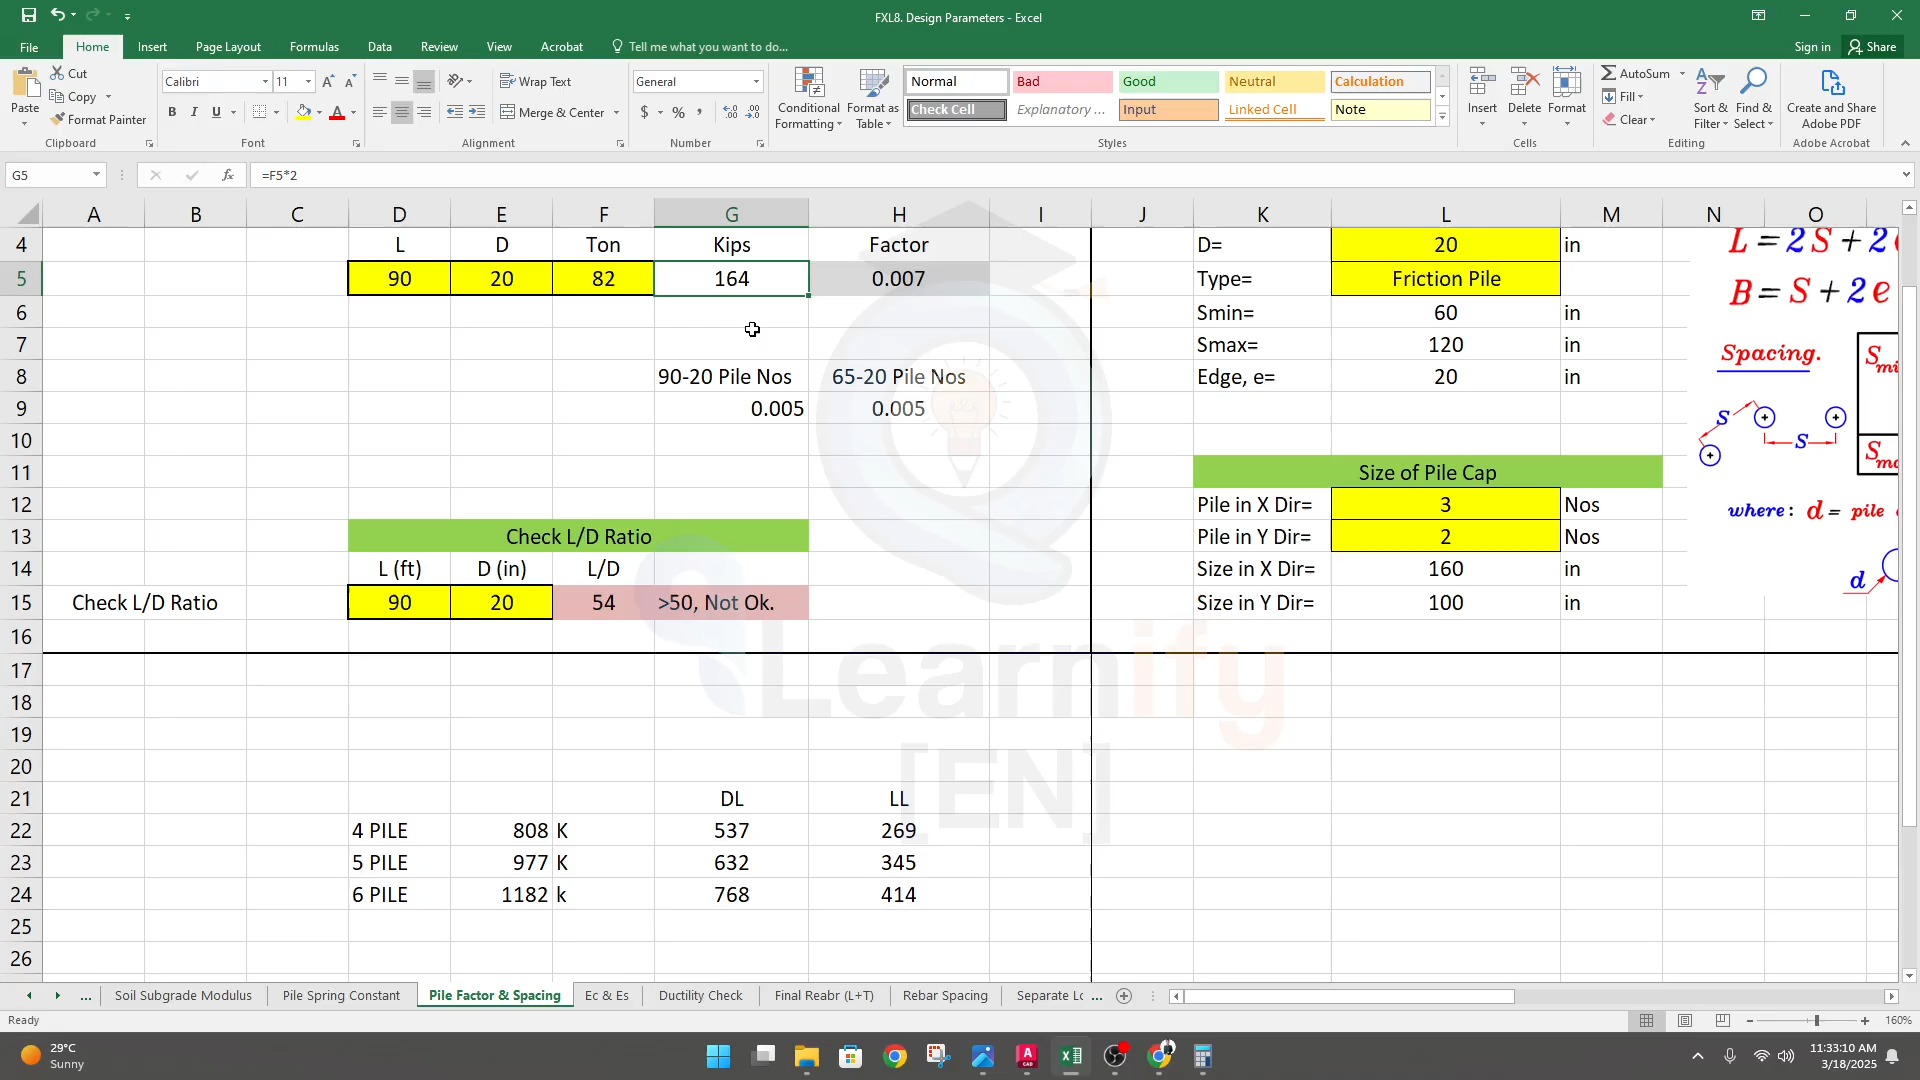 FXL8. Design Parameters - Excel
File Home Insert Page Layout Formulas Data Review View Acrobat Tell me what you want to do... Sign in Share
Paste Cut Copy Format Painter Clipboard
Calibri 11 B I U Font
Wrap Text Merge & Center Alignment
General $ % , Number
Conditional Formatting Format as Table
Normal Bad Good Neutral Calculation
Check Cell Explanatory ... Input Linked Cell Note
Styles
Insert Delete Format Cells
AutoSum Fill Clear Sort & Filter Find & Select Editing
Create and Share Adobe PDF Adobe Acrobat
G5 fx =F5*2
A B C D E F G H I J K L M N O
4 L D Ton Kips Factor D= 20 in
5 90 20 82 164 0.007 Type= Friction Pile
6 Smin= 60 in
7 Smax= 120 in
8 90-20 Pile Nos 65-20 Pile Nos Edge, e= 20 in
9 0.005 0.005
10
11 Size of Pile Cap
12 Pile in X Dir= 3 Nos
13 Check L/D Ratio Pile in Y Dir= 2 Nos
14 L (ft) D (in) L/D Size in X Dir= 160 in
15 Check L/D Ratio 90 20 54 >50, Not Ok. Size in Y Dir= 100 in
16
17
18
19
20
21 DL LL
22 4 PILE 808 K 537 269
23 5 PILE 977 K 632 345
24 6 PILE 1182 k 768 414
25
26
L = 2S + 2
B = S + 2e
Spacing.
S
S
where: d = pile
d
Learnify
[EN]
... Soil Subgrade Modulus Pile Spring Constant Pile Factor & Spacing Ec & Es Ductility Check Final Reabr (L+T) Rebar Spacing Separate Lc ...
Ready 160%
29°C
Sunny
11:33:10 AM
3/18/2025